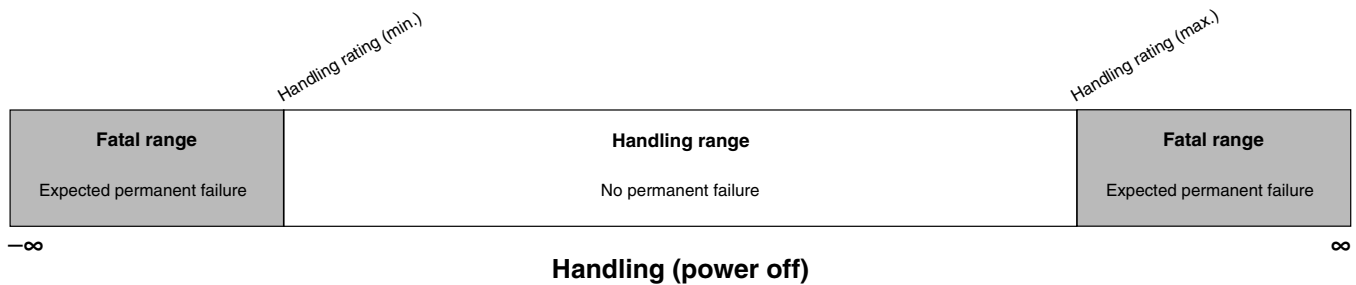 Handling rating (min.)
Handling rating (max.)
Fatal range
Handling range
Fatal range
Expected permanent failure
No permanent failure
Expected permanent failure
–∞
∞
Handling (power off)